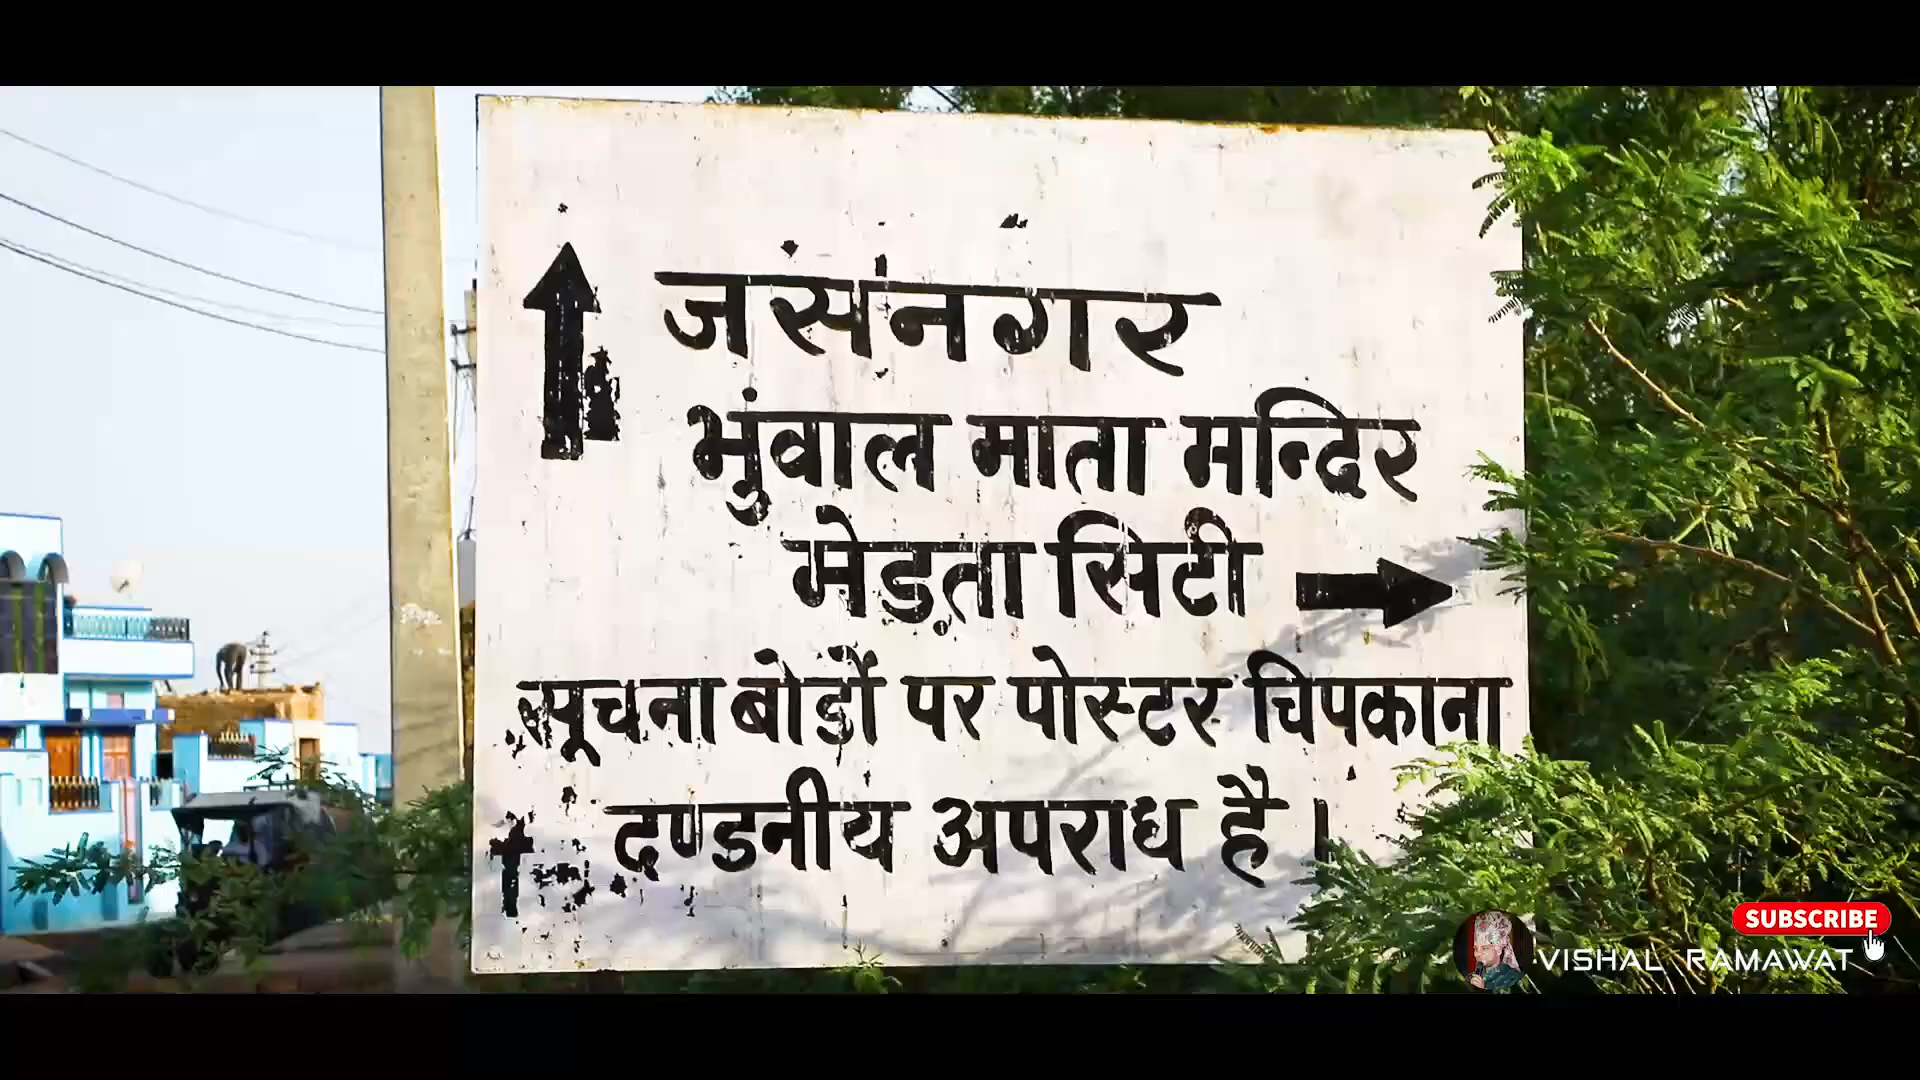 जसनगर
भुंवाल माता मन्दिर
मेड़ता सिटी
सूचना बोर्डों पर पोस्टर चिपकाना
दण्डनीय अपराध है।
SUBSCRIBE
VISHAL RAMAWAT